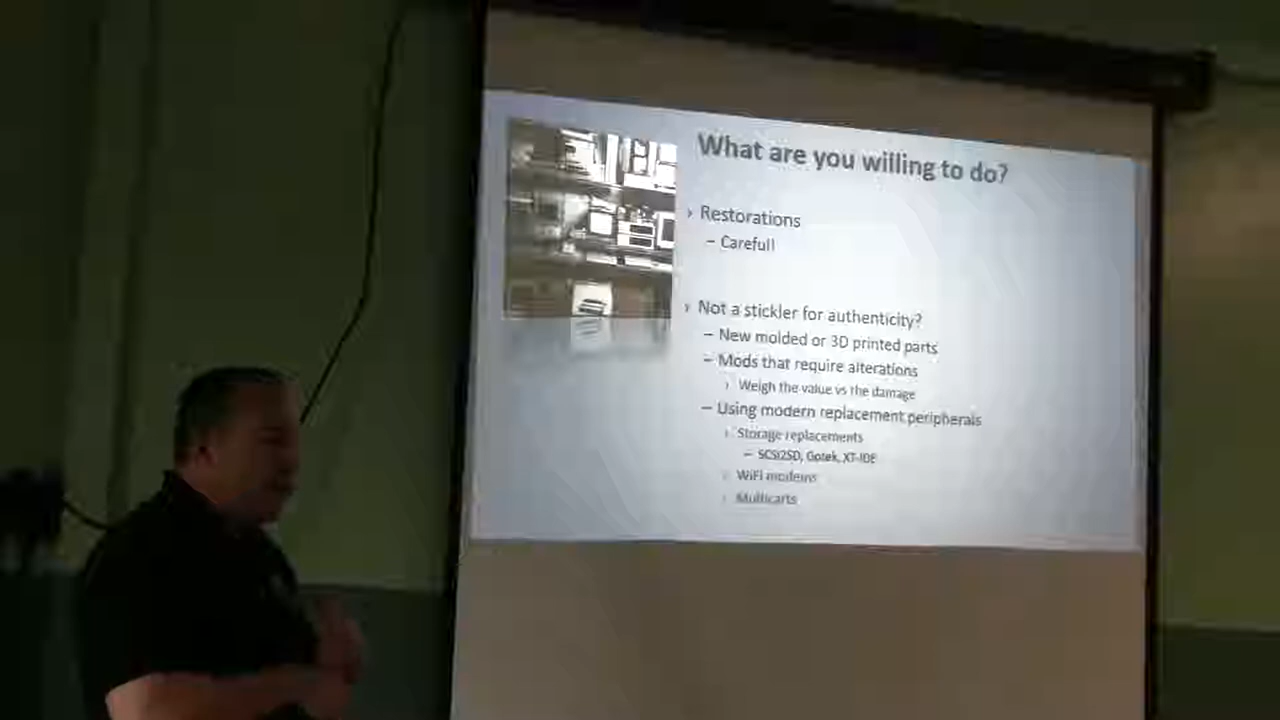 What are you willing to do?
› Restorations
– Careful!
› Not a stickler for authenticity?
– New molded or 3D printed parts
– Mods that require alterations
› Weigh the value vs the damage
– Using modern replacement peripherals
› Storage replacements
– SCSI2SD, Gotek, XT-IDE
› WiFi modems
› Multicarts